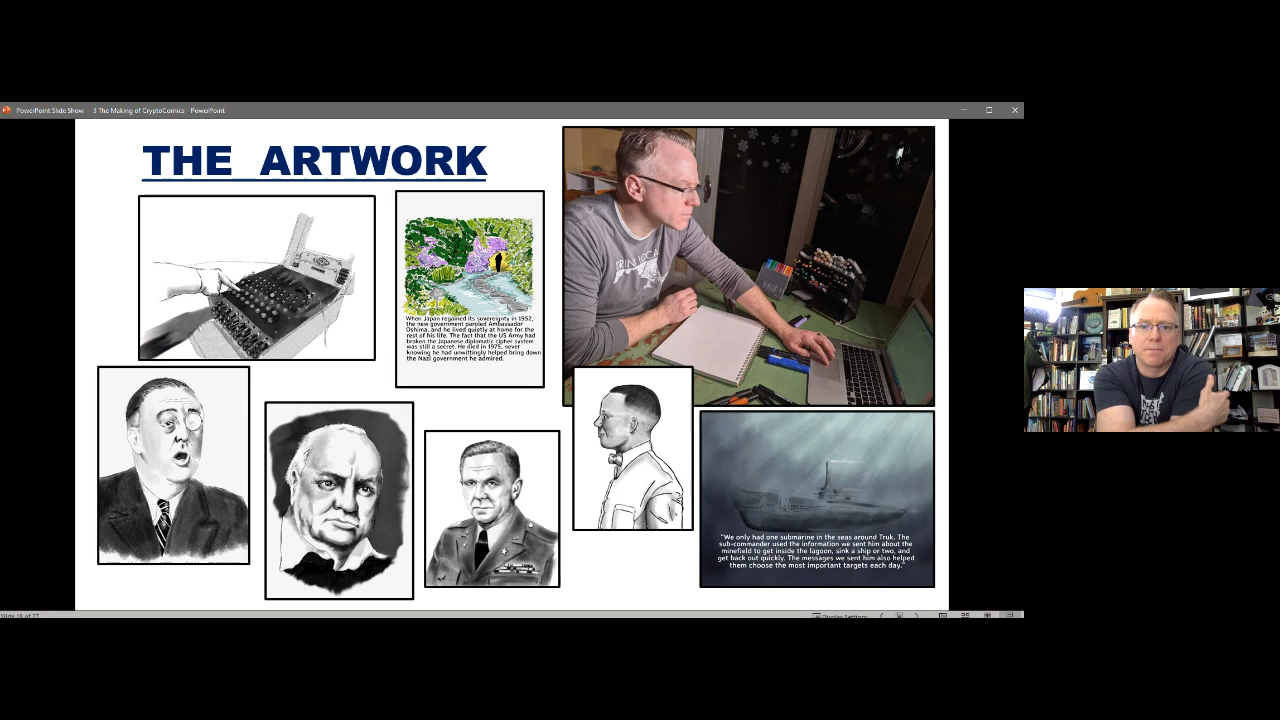 PowerPoint Slide Show - 3 The Making of CryptoComics - PowerPoint
THE ARTWORK
When Japan regained its sovereignty in 1952,
the new government paroled Ambassador
Oshima, and he lived quietly at home for the
rest of his life. The fact that the US Army had
broken the Japanese diplomatic cipher system
was still a secret. He died in 1975, never
knowing he had unwittingly helped bring down
the Nazi government he admired.
"We only had one submarine in the seas around Truk. The
sub-commander used the information we sent him about the
minefield to get inside the lagoon, sink a ship or two, and
get back out quickly. The messages we sent him also helped
them choose the most important targets each day."
Slide 18 of 27
Display Settings